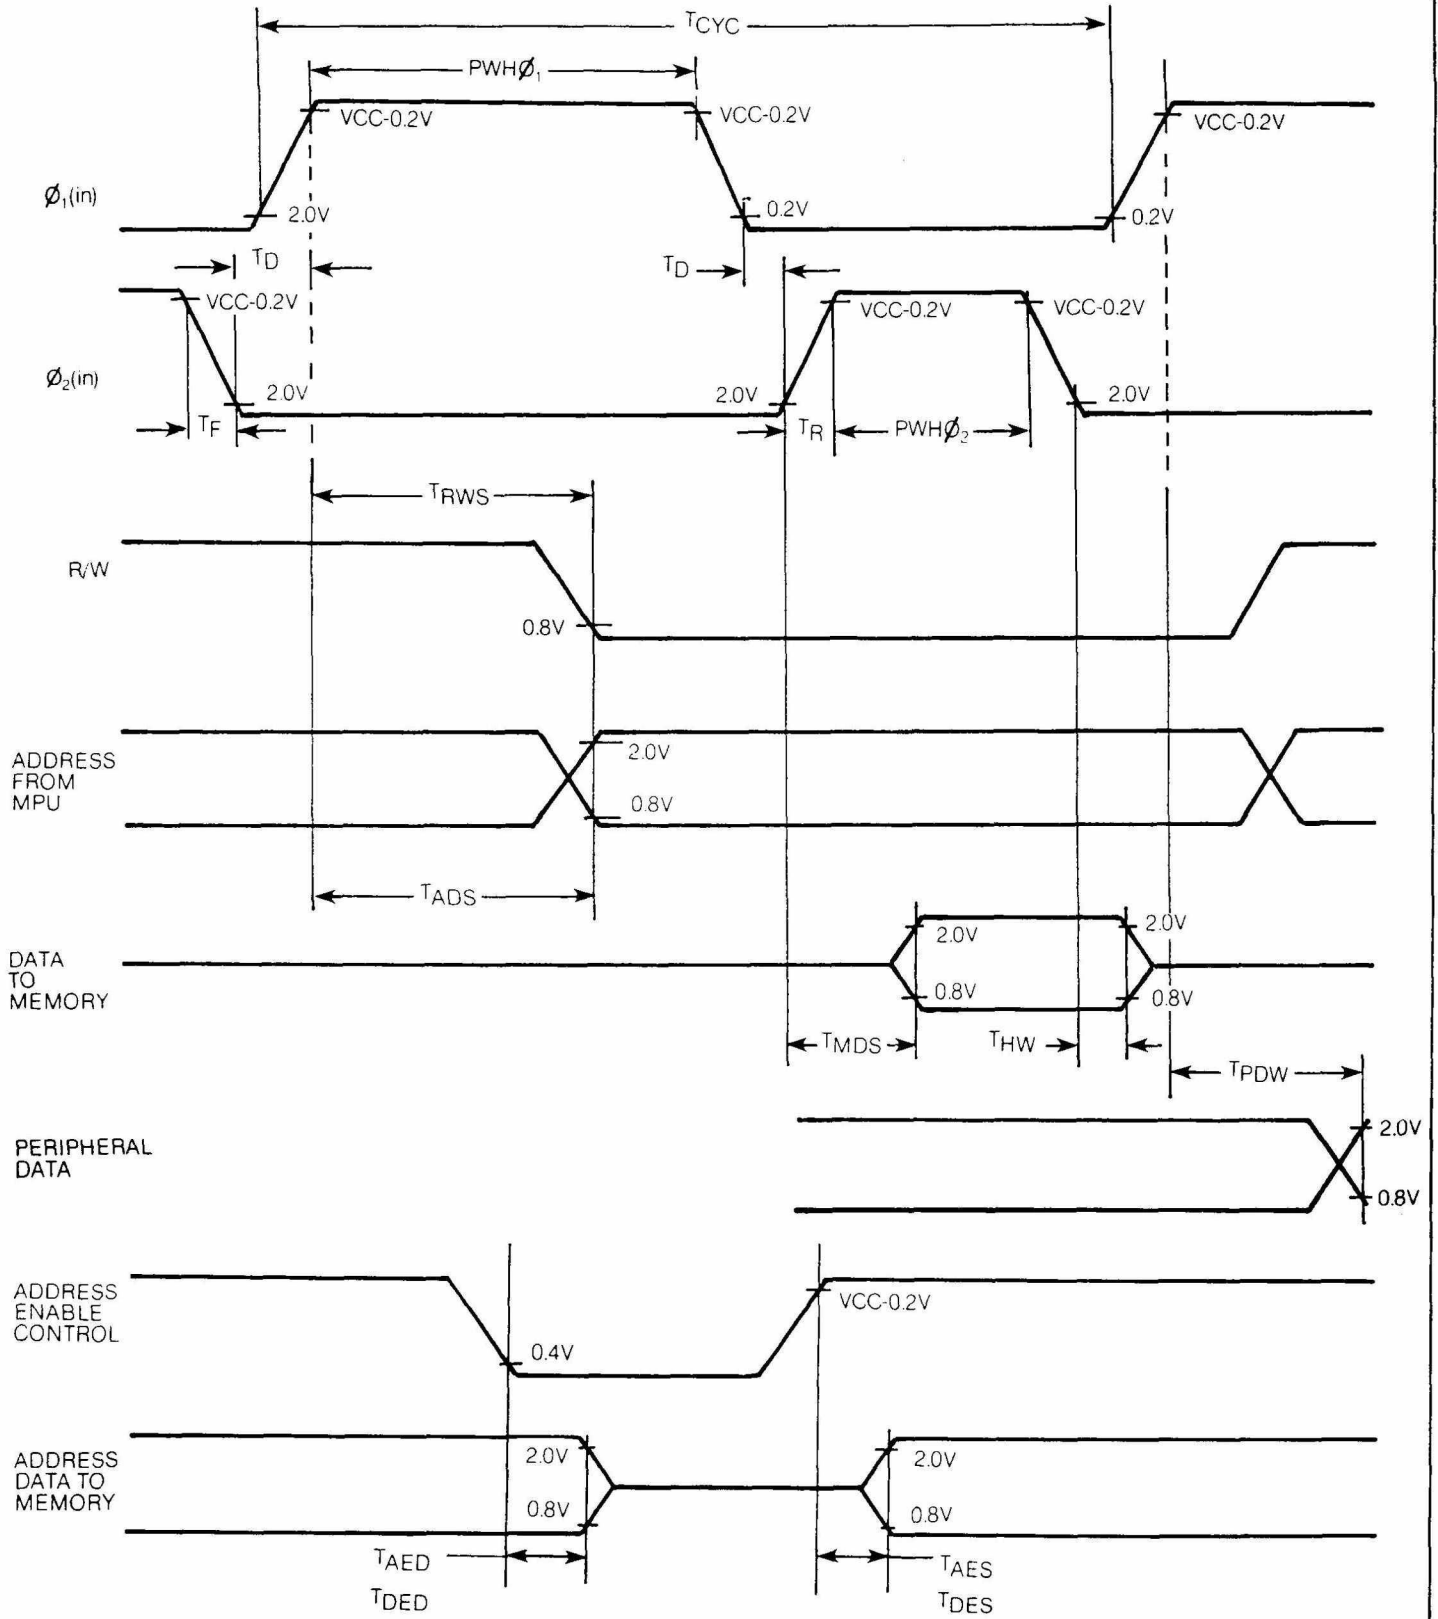 TCYC
PWHØ1
VCC-0.2V
VCC-0.2V
VCC-0.2V
Ø1(in)
2.0V
0.2V
0.2V
TD
TD
VCC-0.2V
VCC-0.2V
VCC-0.2V
Ø2(in)
2.0V
2.0V
2.0V
TF
TR
PWHØ2
TRWS
R/W
0.8V
ADDRESS
FROM
MPU
2.0V
0.8V
TADS
DATA
TO
MEMORY
2.0V
2.0V
0.8V
0.8V
TMDS
THW
TPDW
PERIPHERAL
DATA
2.0V
0.8V
ADDRESS
ENABLE
CONTROL
VCC-0.2V
0.4V
ADDRESS
DATA TO
MEMORY
2.0V
2.0V
0.8V
0.8V
TAED
TAES
TDED
TDES